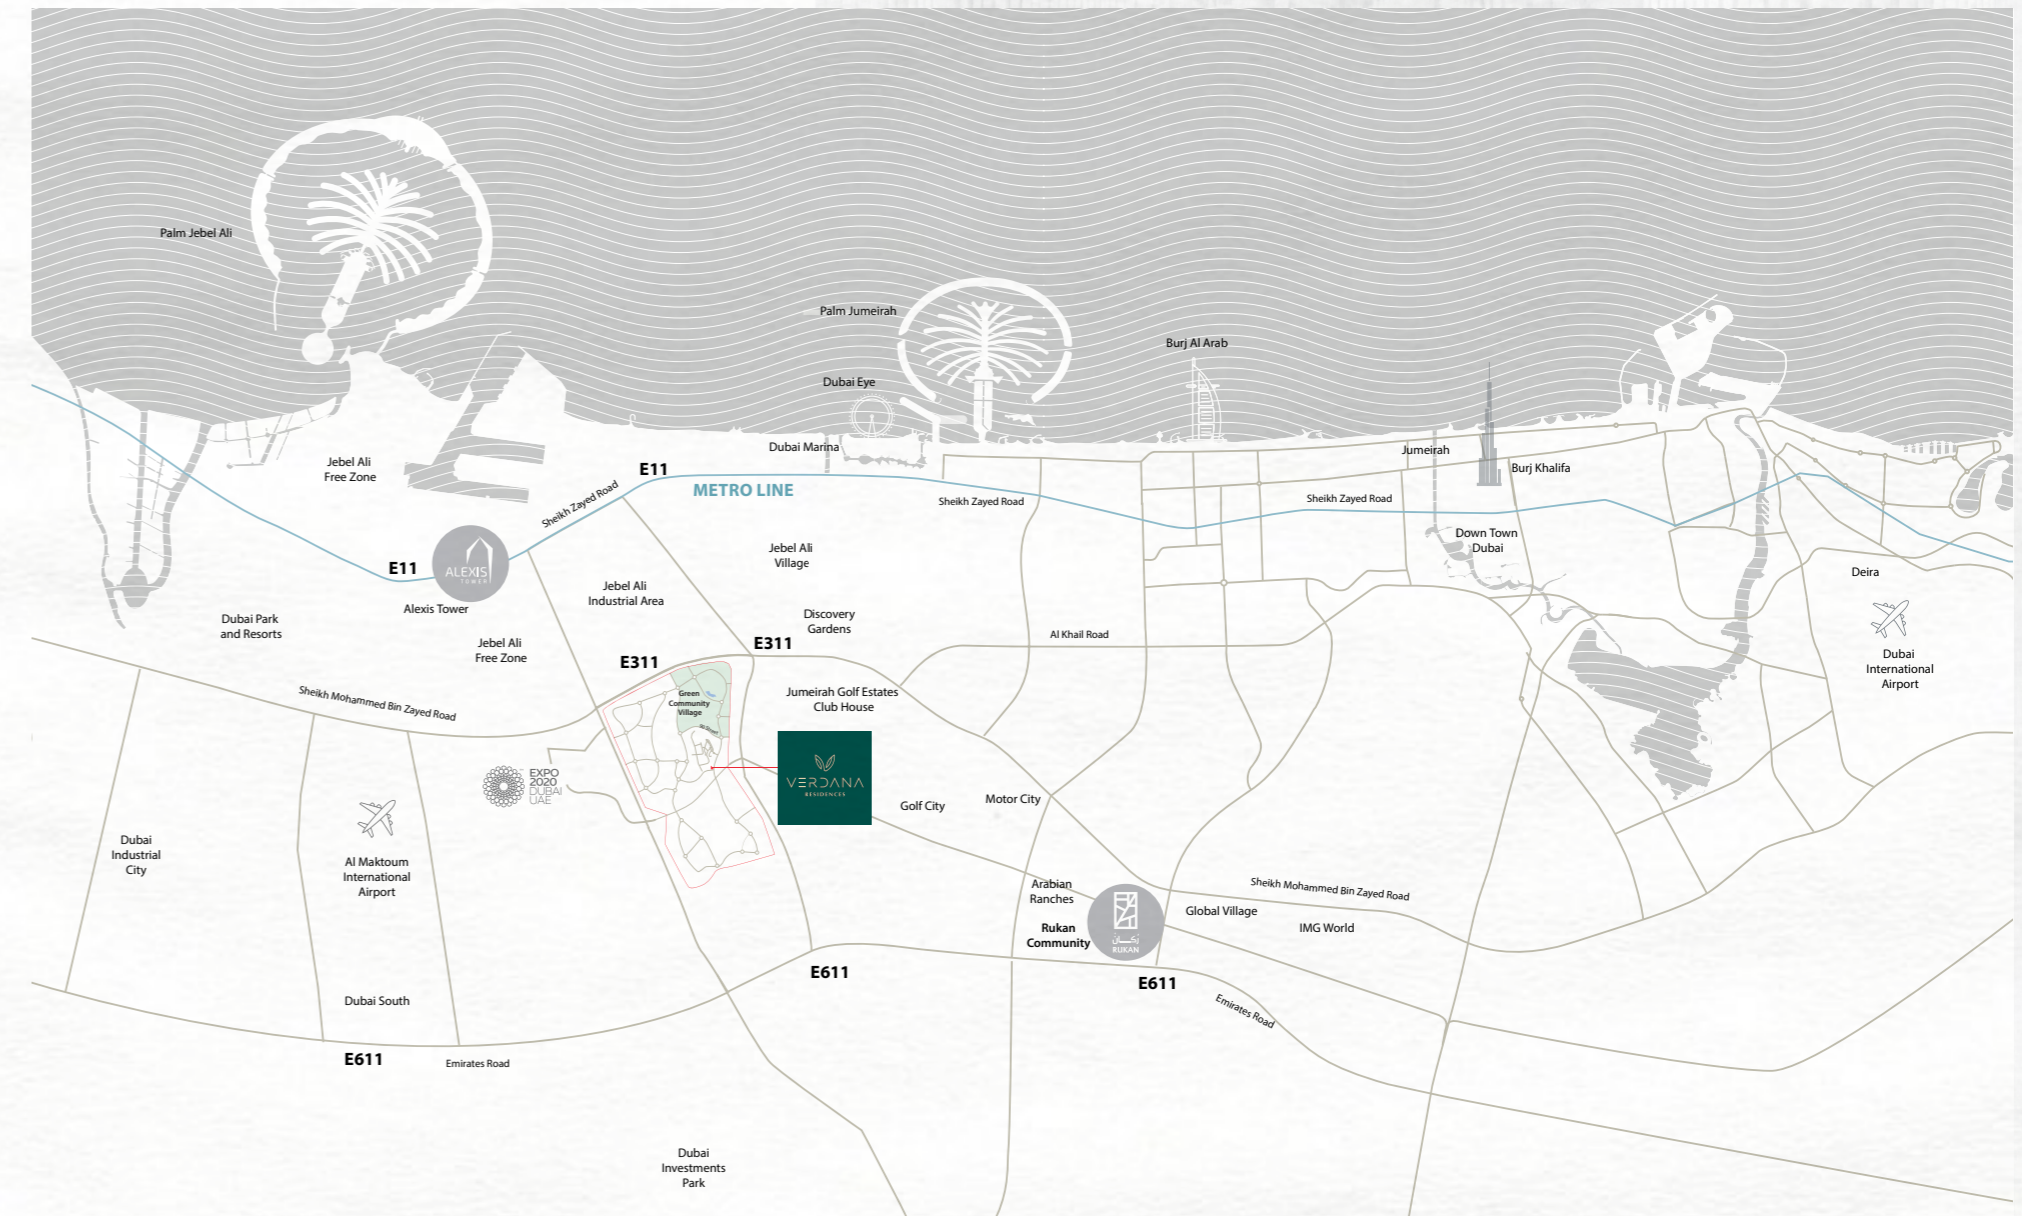 Palm Jebel Ali
Palm Jumeirah
Burj Al Arab
Dubai Eye
Dubai Marina
Jumeirah
Burj Khalifa
Jebel Ali
Free Zone
E11
METRO LINE
Sheikh Zayed Road
Sheikh Zayed Road
Sheikh Zayed Road
Down Town
Dubai
Jebel Ali
Village
E11
ALEXIS
TOWER
Alexis Tower
Jebel Ali
Industrial Area
Deira
Dubai Park
and Resorts
Discovery
Gardens
Jebel Ali
Free Zone
E311
E311
Al Khail Road
Dubai
International
Airport
Sheikh Mohammed Bin Zayed Road
Green
Community
Village
Jumeirah Golf Estates
Club House
VERDANA
RESIDENCES
EXPO
2020
DUBAI
UAE
Golf City
Motor City
Dubai
Industrial
City
Al Maktoum
International
Airport
Arabian
Ranches
Rukan
Community
ركان
RUKAN
Sheikh Mohammed Bin Zayed Road
Global Village
IMG World
E611
E611
Dubai South
Emirates Road
E611
Emirates Road
Dubai
Investments
Park